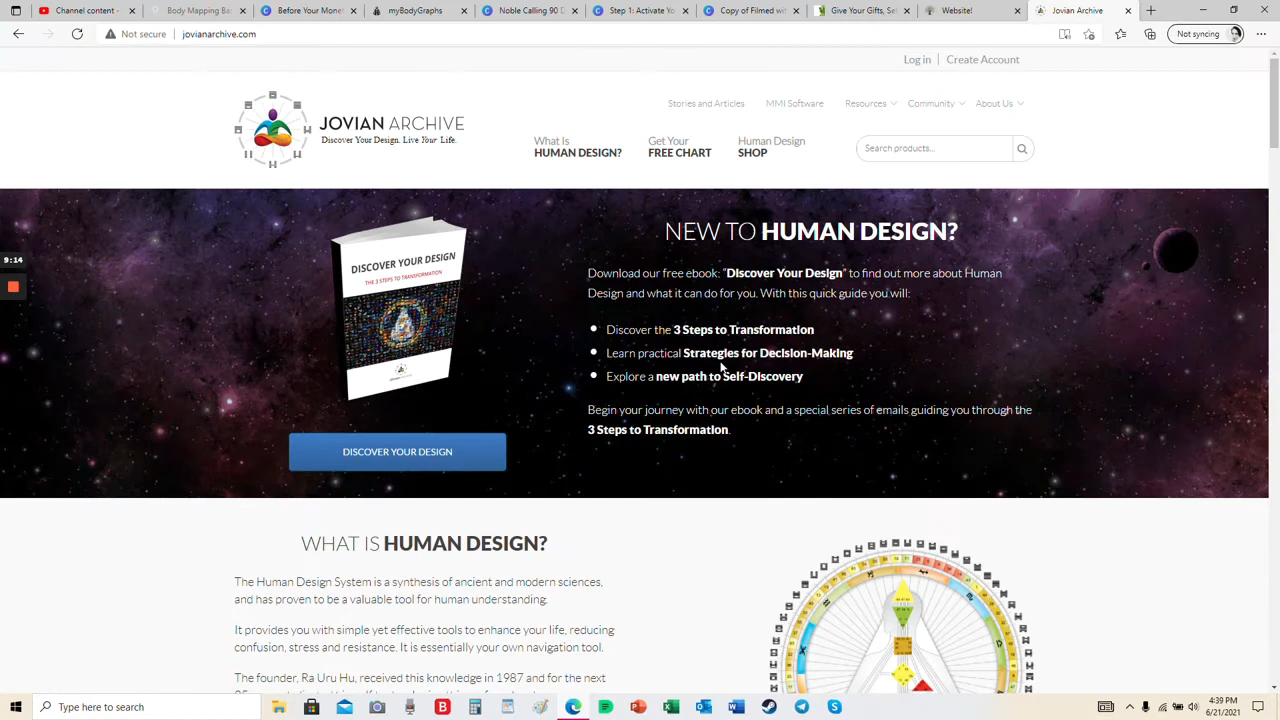 Channel content -
Body Mapping Ba
Before Your Monet
myBodyGraphs
Noble Calling 90 D
Step 1: Activate Yo
Copy of Filmed wit
Give Your Gifts, Se
Website!
Jovian Archive
Not secure
jovianarchive.com
Not syncing
Log in | Create Account
Stories and Articles
MMI Software
Resources
Community
About Us
JOVIAN ARCHIVE
Discover Your Design. Live Your Life.
What Is
HUMAN DESIGN?
Get Your
FREE CHART
Human Design
SHOP
Search products...
NEW TO HUMAN DESIGN?
9:14
DISCOVER YOUR DESIGN
THE 3 STEPS TO TRANSFORMATION
Download our free ebook: "Discover Your Design" to find out more about Human
Design and what it can do for you. With this quick guide you will:
Discover the 3 Steps to Transformation
Learn practical Strategies for Decision-Making
Explore a new path to Self-Discovery
Begin your journey with our ebook and a special series of emails guiding you through the
3 Steps to Transformation.
DISCOVER YOUR DESIGN
WHAT IS HUMAN DESIGN?
The Human Design System is a synthesis of ancient and modern sciences,
and has proven to be a valuable tool for human understanding.
It provides you with simple yet effective tools to enhance your life, reducing
confusion, stress and resistance. It is essentially your own navigation tool.
The founder, Ra Uru Hu, received this knowledge in 1987 and for the next
Type here to search
4:39 PM
6/21/2021